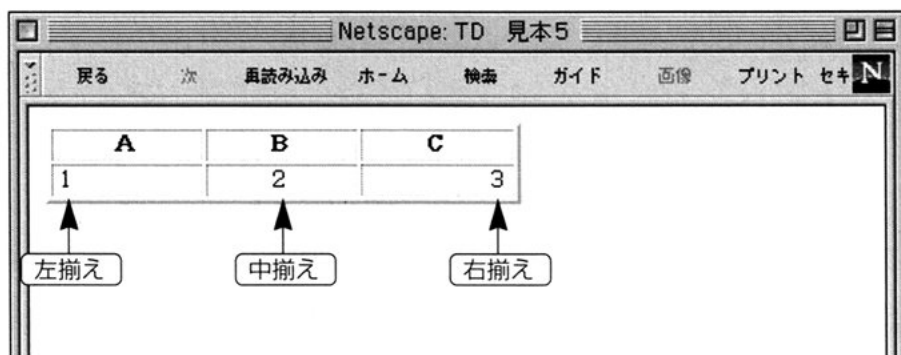 Netscape: TD 見本5
戻る 次 再読み込み ホーム 検索 ガイド 画像 プリント セキ N
A B C
1 2 3
左揃え 中揃え 右揃え